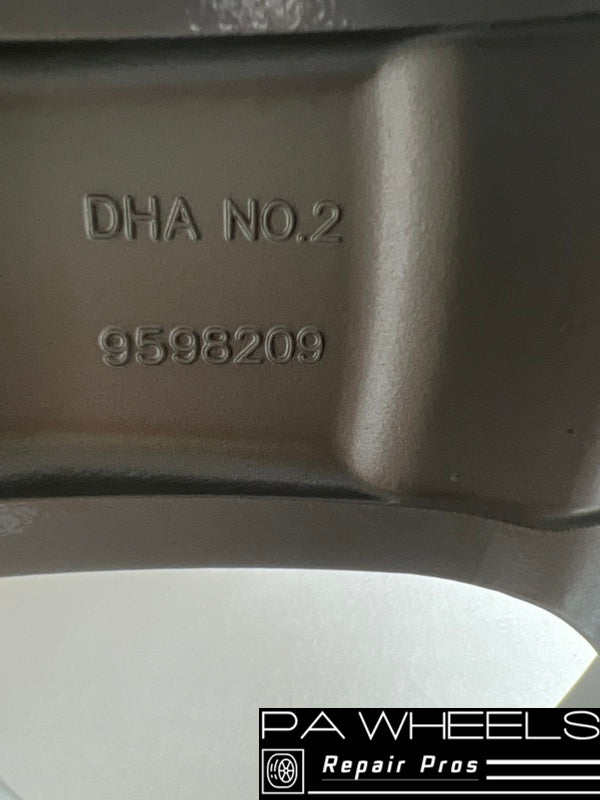 DHA NO.2
9598209
PA WHEELS
Repair Pros